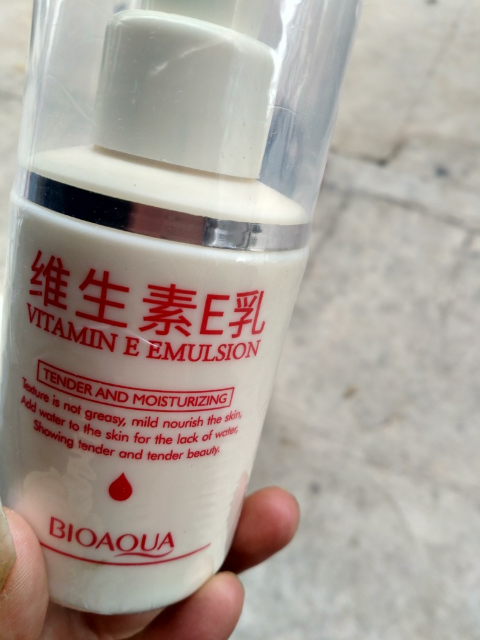 维生素E乳
VITAMIN E EMULSION
TENDER AND MOISTURIZING
Texture is not greasy, mild nourish the skin,
Add water to the skin for the lack of water,
Showing tender and tender beauty.
BIOAQUA